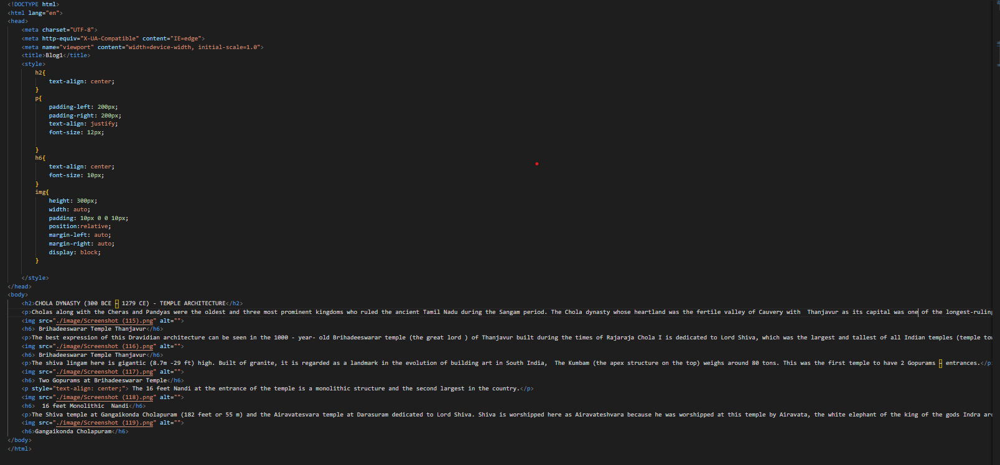 <!DOCTYPE html>
<html lang="en">
<head>
    <meta charset="UTF-8">
    <meta http-equiv="X-UA-Compatible" content="IE=edge">
    <meta name="viewport" content="width=device-width, initial-scale=1.0">
    <title>Blog1</title>
    <style>
        h2{
            text-align: center;
        }
        p{
            padding-left: 200px;
            padding-right: 200px;
            text-align: justify;
            font-size: 12px;

        }
        h6{
            text-align: center;
            font-size: 10px;
        }
        img{
            height: 300px;
            width: auto;
            padding: 10px 0 0 10px;
            position:relative;
            margin-left: auto;
            margin-right: auto;
            display: block;
        }

    </style>
</head>
<body>
    <h2>CHOLA DYNASTY (300 BCE – 1279 CE) - TEMPLE ARCHITECTURE</h2>
    <p>Cholas along with the Cheras and Pandyas were the oldest and three most prominent kingdoms who ruled the ancient Tamil Nadu during the Sangam period. The Chola dynasty whose heartland was the fertile valley of Cauvery with  Thanjavur as its capital was one of the longest-ruling
    <img src="./image/Screenshot (115).png" alt="">
    <h6> Brihadeeswarar Temple Thanjavur</h6>
    <p>The best expression of this Dravidian architecture can be seen in the 1000 - year- old Brihadeeswarar temple (the great lord ) of Thanjavur built during the times of Rajaraja Chola I is dedicated to Lord Shiva, which was the largest and tallest of all Indian temples (temple tow
    <img src="./image/Screenshot (116).png" alt="">
    <h6> Brihadeeswarar Temple Thanjavur</h6>
    <p>The shiva lingam here is gigantic (8.7m -29 ft) high. Built of granite, it is regarded as a landmark in the evolution of building art in South India,  The Kumbam (the apex structure on the top) weighs around 80 tons. This was the first temple to have 2 Gopurams – entrances.</p
    <img src="./image/Screenshot (117).png" alt="">
    <h6> Two Gopurams at Brihadeeswarar Temple</h6>
    <p style="text-align: center;"> The 16 feet Nandi at the entrance of the temple is a monolithic structure and the second largest in the country.</p>
    <img src="./image/Screenshot (118).png" alt="">
    <h6>  16 feet Monolithic  Nandi</h6>
    <p>The Shiva temple at Gangaikonda Cholapuram (182 feet or 55 m) and the Airavatesvara temple at Darasuram dedicated to Lord Shiva. Shiva is worshipped here as Airavateshvara because he was worshipped at this temple by Airavata, the white elephant of the king of the gods Indra are
    <img src="./image/Screenshot (119).png" alt="">
    <h6>Gangaikonda Cholapuram</h6>
</body>
</html>